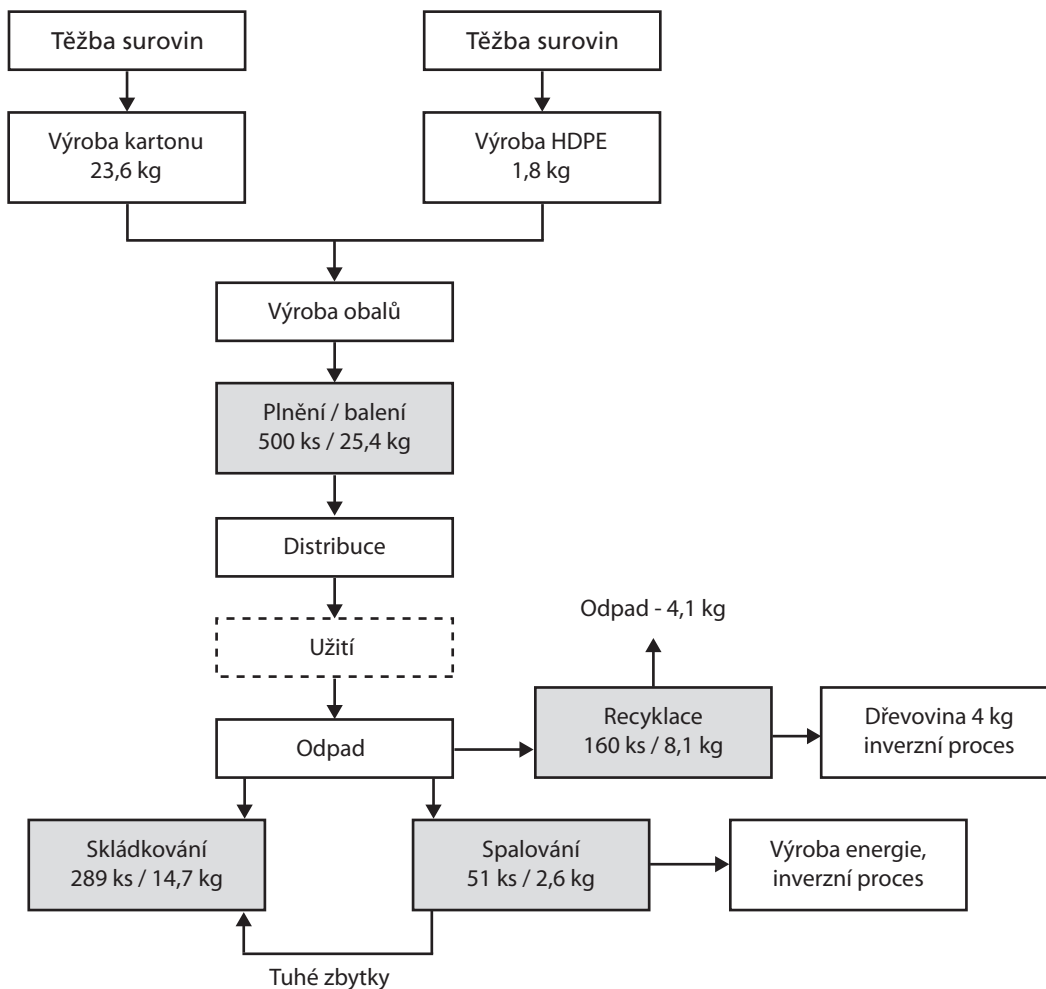 Těžba surovin
Těžba surovin
Výroba kartonu
23,6 kg
Výroba HDPE
1,8 kg
Výroba obalů
Plnění / balení
500 ks / 25,4 kg
Distribuce
Užití
Odpad - 4,1 kg
Odpad
Recyklace
160 ks / 8,1 kg
Dřevovina 4 kg
inverzní proces
Skládkování
289 ks / 14,7 kg
Spalování
51 ks / 2,6 kg
Výroba energie,
inverzní proces
Tuhé zbytky